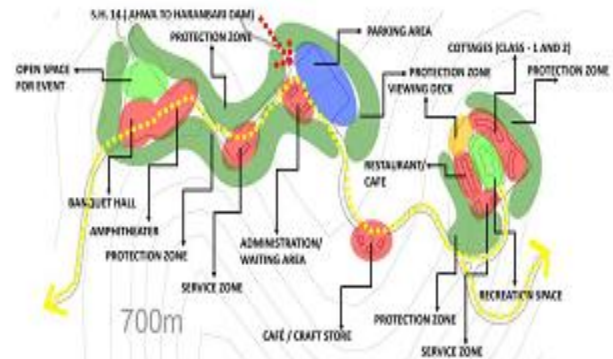 S.H. 14 ( AHWA TO HARANBARI DAM)
PROTECTION ZONE
PARKING AREA
COTTAGES (CLASS - 1 AND 2)
OPEN SPACE
FOR EVENT
PROTECTION ZONE
VIEWING DECK
PROTECTION ZONE
RESTAURANT/
CAFE
BANQUET HALL
AMPHITHEATER
PROTECTION ZONE
ADMINISTRATION/
WAITING AREA
SERVICE ZONE
RECREATION SPACE
700m
CAFÉ / CRAFT STORE
PROTECTION ZONE
SERVICE ZONE